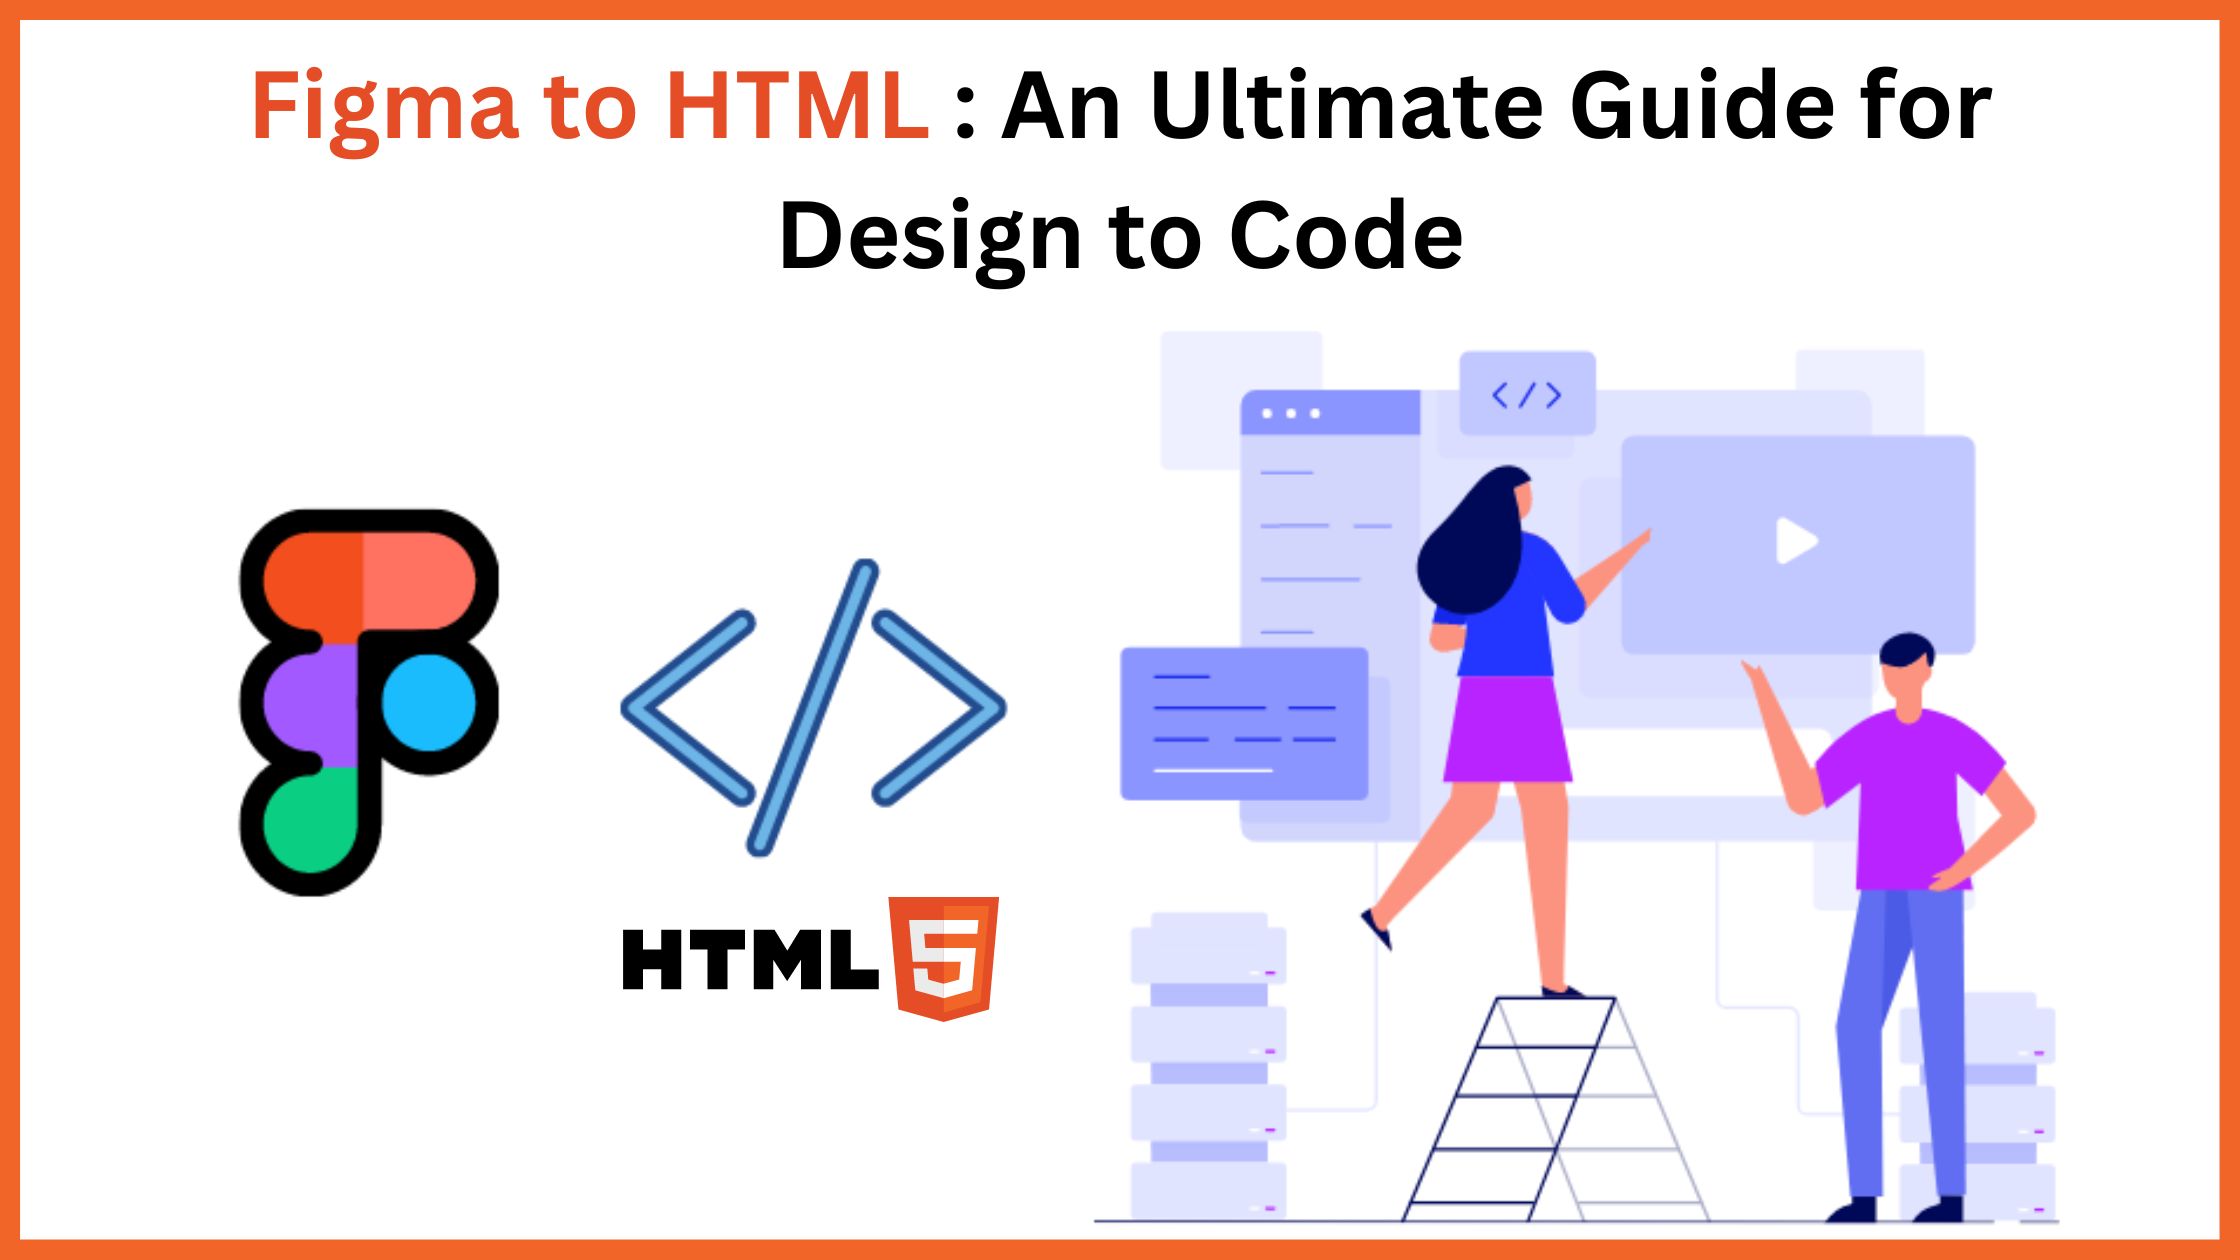 Figma to HTML : An Ultimate Guide for
Design to Code
</>
</>
HTML
5